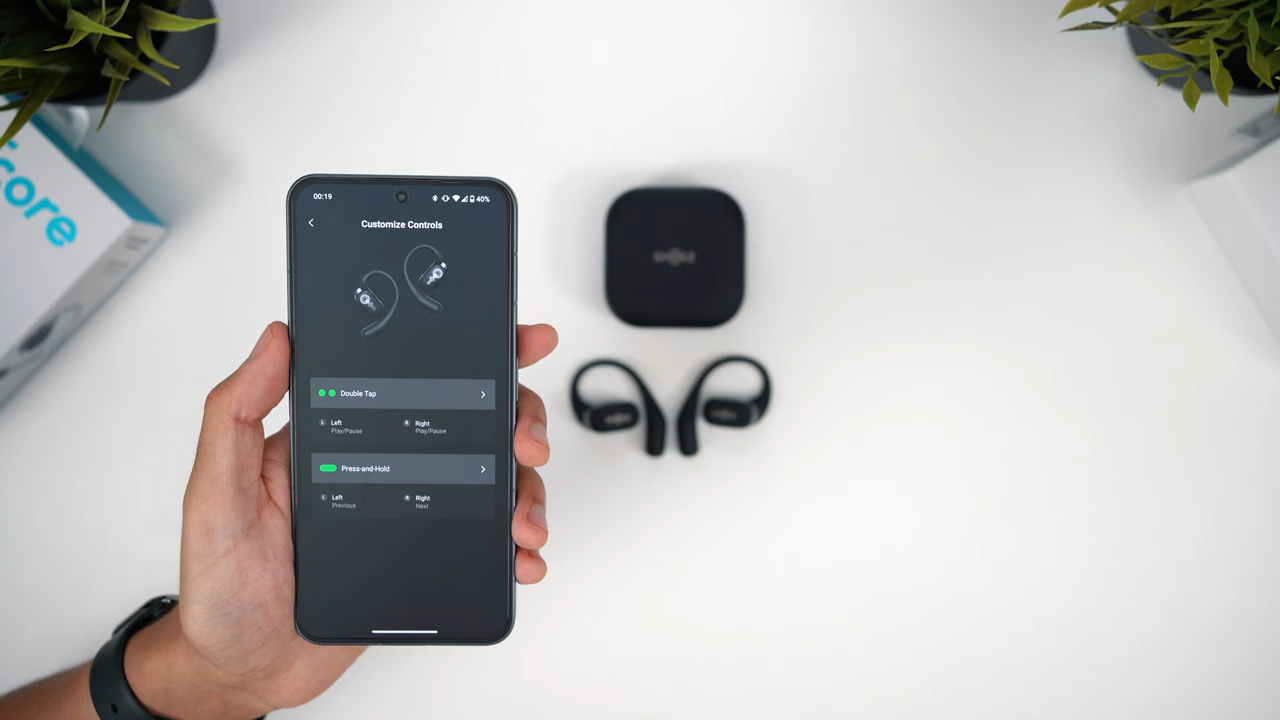 core
00:19
40%
Customize Controls
Double Tap
L Left
Play/Pause
R Right
Play/Pause
Press-and-Hold
L Left
Previous
R Right
Next
SHOKZ